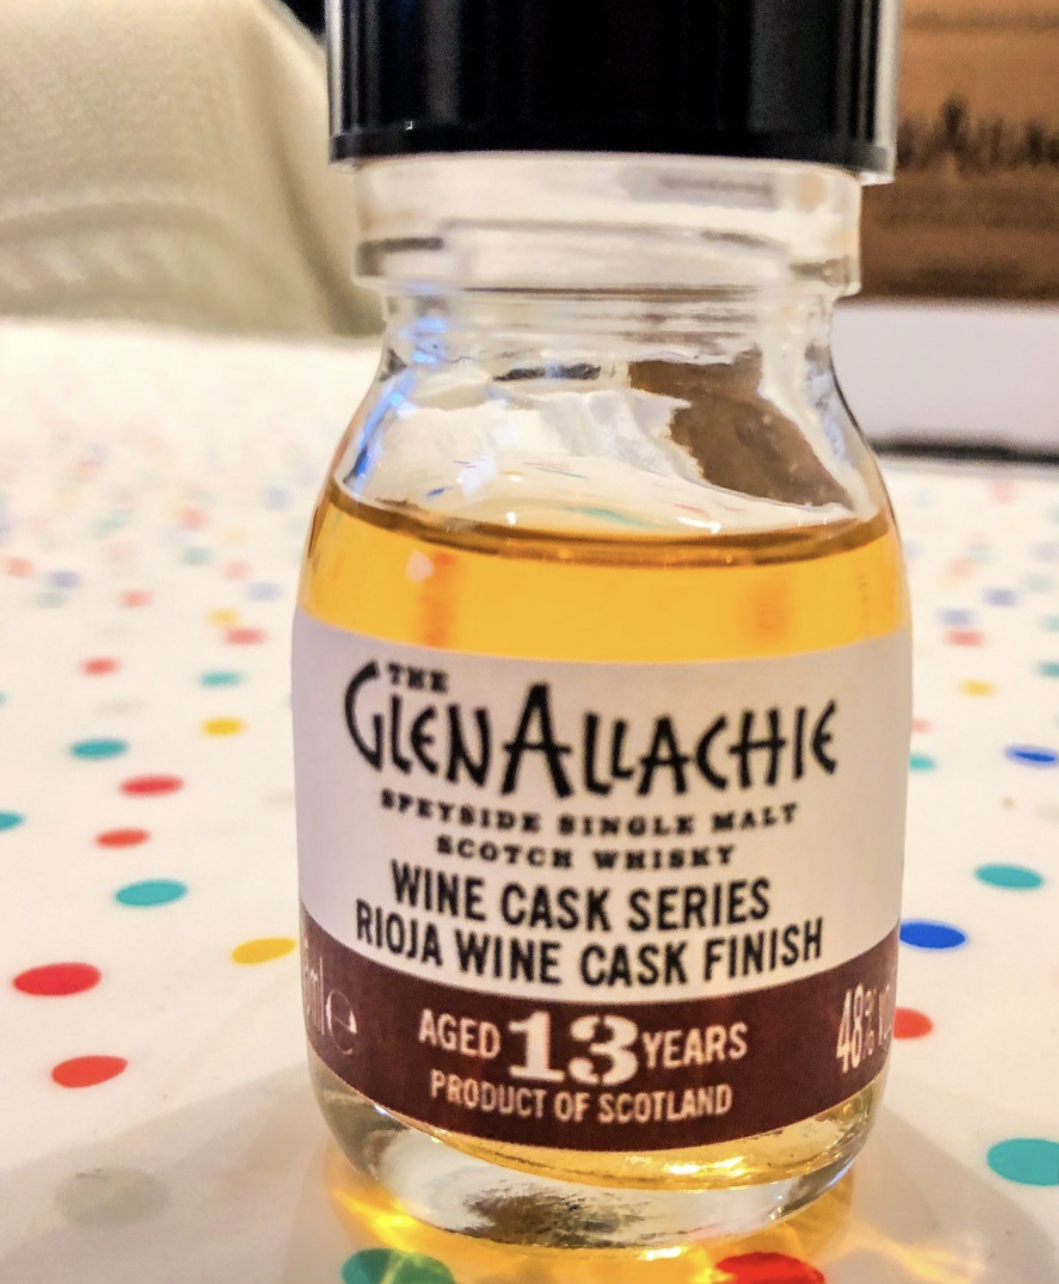 THE
GLENALLACHIE
SPEYSIDE SINGLE MALT
SCOTCH WHISKY
WINE CASK SERIES
RIOJA WINE CASK FINISH
AGED 13 YEARS
PRODUCT OF SCOTLAND
48%